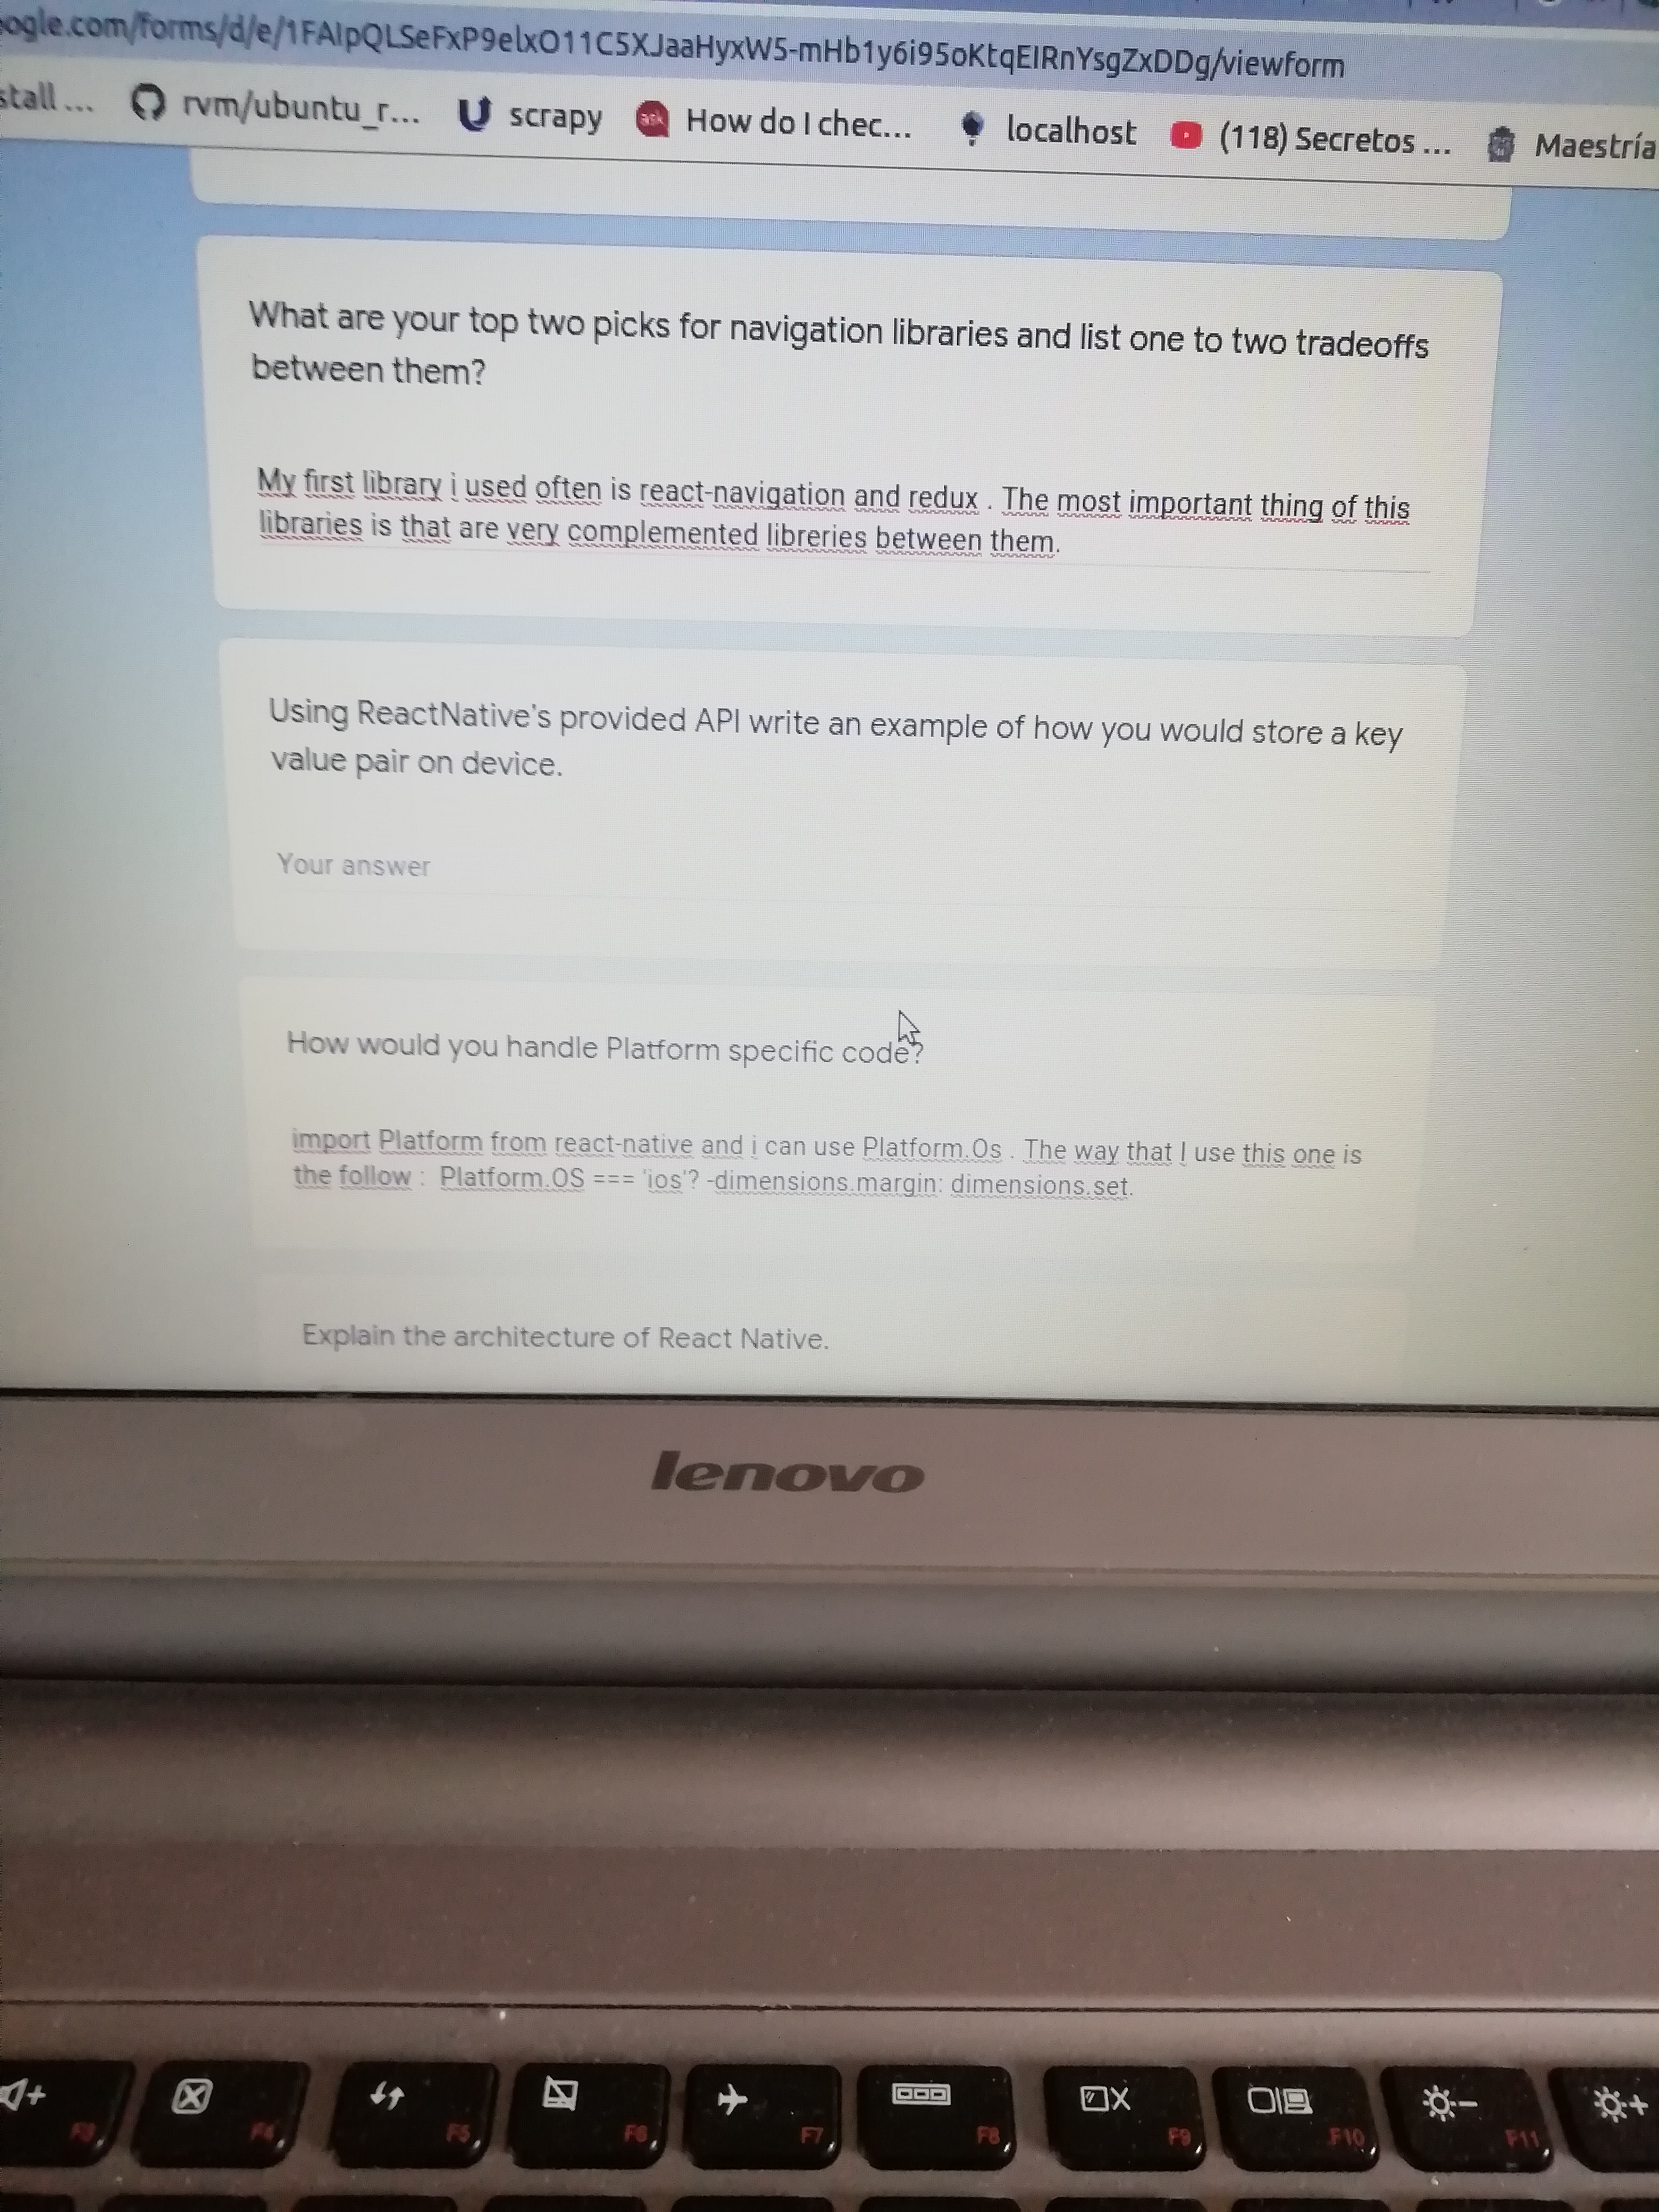 ogle.com/forms/d/e/1FAIpQLSeFxP9elxO11C5XJaaHyxW5-mHb1y6i95oKtqEIRnYsgZxDDg/viewform
stall ... rvm/ubuntu_r... scrapy ask How do I chec... localhost (118) Secretos ... Maestría
What are your top two picks for navigation libraries and list one to two tradeoffs
between them?
My first library i used often is react-navigation and redux . The most important thing of this
libraries is that are very complemented libreries between them.
Using ReactNative's provided API write an example of how you would store a key
value pair on device.
Your answer
How would you handle Platform specific code?
import Platform from react-native and i can use Platform.Os . The way that I use this one is
the follow : Platform.OS === 'ios'? -dimensions.margin: dimensions.set.
Explain the architecture of React Native.
lenovo
F3 F4 F5 F6 F7 F8 F9 F10 F11